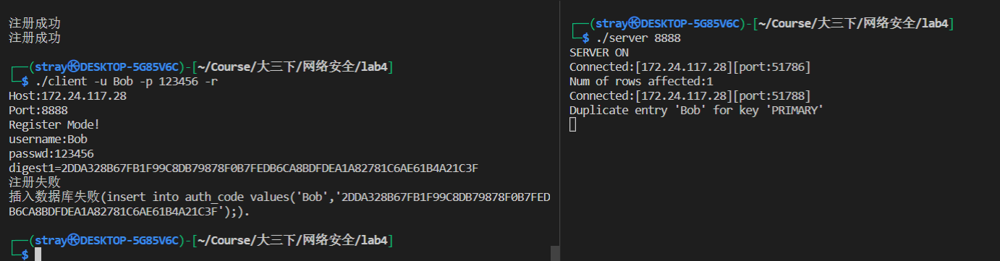 注册成功
注册成功
┌──(stray㉿DESKTOP-5G85V6C)-[~/Course/大三下/网络安全/lab4]
└─$ ./client -u Bob -p 123456 -r
Host:172.24.117.28
Port:8888
Register Mode!
username:Bob
passwd:123456
digest1=2DDA328B67FB1F99C8DB79878F0B7FEDB6CA8BDFDEA1A82781C6AE61B4A21C3F
注册失败
插入数据库失败(insert into auth_code values('Bob','2DDA328B67FB1F99C8DB79878F0B7FED
B6CA8BDFDEA1A82781C6AE61B4A21C3F');).
┌──(stray㉿DESKTOP-5G85V6C)-[~/Course/大三下/网络安全/lab4]
└─$
┌──(stray㉿DESKTOP-5G85V6C)-[~/Course/大三下/网络安全/lab4]
└─$ ./server 8888
SERVER ON
Connected:[172.24.117.28][port:51786]
Num of rows affected:1
Connected:[172.24.117.28][port:51788]
Duplicate entry 'Bob' for key 'PRIMARY'